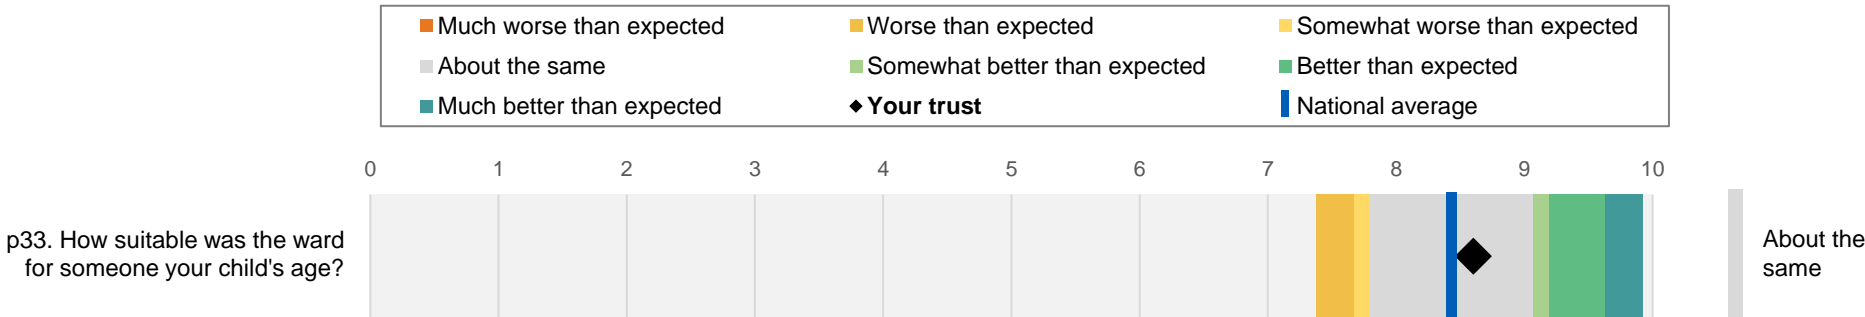 Much worse than expected
Worse than expected
Somewhat worse than expected
About the same
Somewhat better than expected
Better than expected
Much better than expected
Your trust
National average
0 1 2 3 4 5 6 7 8 9 10
p33. How suitable was the ward
for someone your child's age?
About the
same